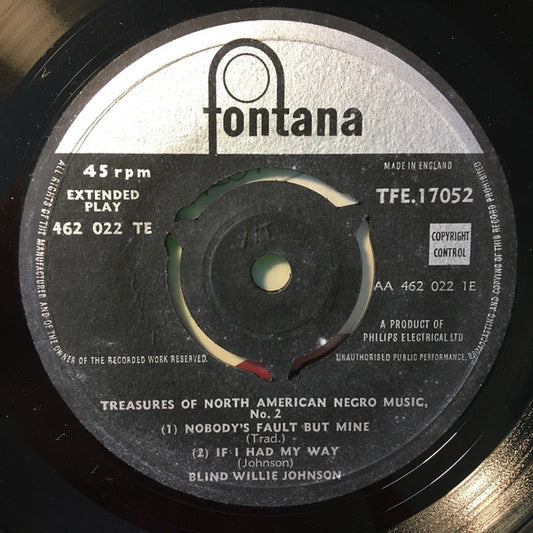 fontana
45 rpm
EXTENDED
PLAY
462 022 TE
MADE IN ENGLAND
TFE.17052
COPYRIGHT
CONTROL
AA 462 022 1E
A PRODUCT OF
PHILIPS ELECTRICAL LTD
ALL RIGHTS OF THE MANUFACTURER AND OF THE OWNER OF THE RECORDED WORK RESERVED.
UNAUTHORISED PUBLIC PERFORMANCE, BROADCASTING AND COPYING OF THIS RECORD PROHIBITED
TREASURES OF NORTH AMERICAN NEGRO MUSIC,
No. 2
(1) NOBODY'S FAULT BUT MINE
(Trad.)
(2) IF I HAD MY WAY
(Johnson)
BLIND WILLIE JOHNSON